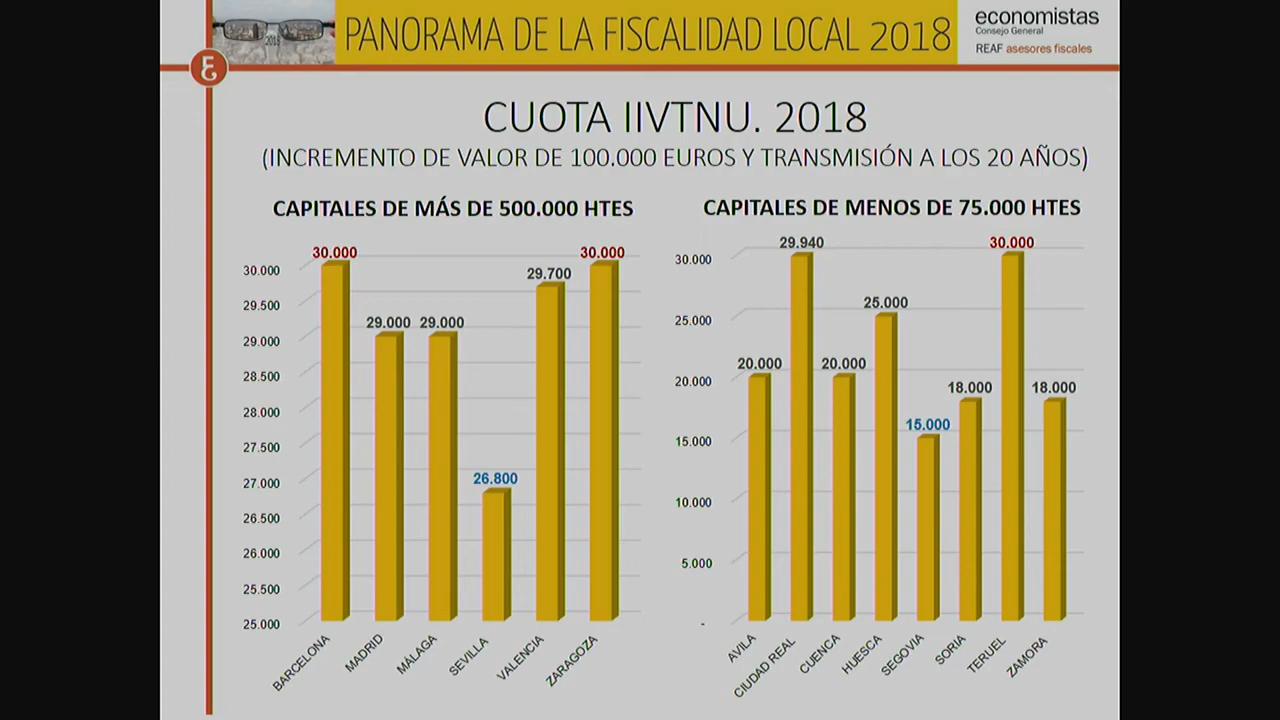 PANORAMA DE LA FISCALIDAD LOCAL 2018
economistas
Consejo General
REAF asesores fiscales
2018
CUOTA IIVTNU. 2018
(INCREMENTO DE VALOR DE 100.000 EUROS Y TRANSMISIÓN A LOS 20 AÑOS)
CAPITALES DE MÁS DE 500.000 HTES
30.000
29.500
29.000
28.500
28.000
27.500
27.000
26.500
26.000
25.500
25.000
30.000
29.000
29.000
26.800
29.700
30.000
BARCELONA
MADRID
MÁLAGA
SEVILLA
VALENCIA
ZARAGOZA
CAPITALES DE MENOS DE 75.000 HTES
30.000
25.000
20.000
15.000
10.000
5.000
-
20.000
29.940
20.000
25.000
15.000
18.000
30.000
18.000
AVILA
CIUDAD REAL
CUENCA
HUESCA
SEGOVIA
SORIA
TERUEL
ZAMORA